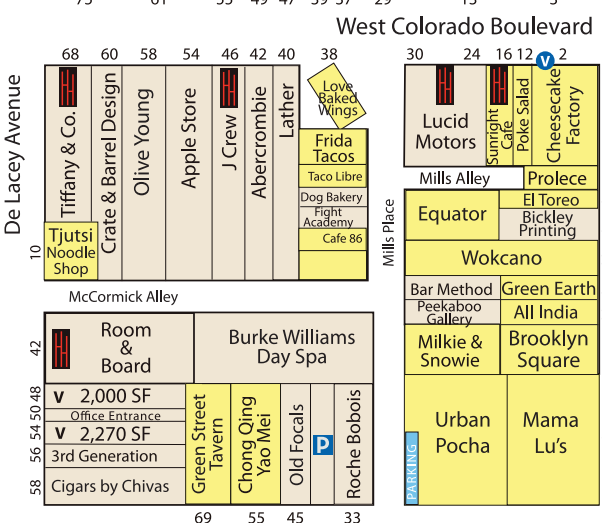 West Colorado Boulevard
68
60
58
54
46
42
40
38
30
24
16
12
V
2
De Lacey Avenue
Tiffany & Co.
Crate & Barrel Design
Olive Young
Apple Store
J Crew
Abercrombie
Lather
Love
Baked
Wings
Frida
Tacos
Taco Libre
Dog Bakery
Fight
Academy
Cafe 86
Tjutsi
Noodle
Shop
10
McCormick Alley
Mills Place
Lucid
Motors
Sunright
Cafe
Poke Salad
Cheesecake
Factory
Mills Alley
Prolece
Equator
El Toreo
Bickley
Printing
Wokcano
Bar Method
Green Earth
Peekaboo
Gallery
All India
Milkie &
Snowie
Brooklyn
Square
Urban
Pocha
Mama
Lu's
PARKING
42
Room
&
Board
Burke Williams
Day Spa
48
V 2,000 SF
50
Office Entrance
54
V 2,270 SF
56
3rd Generation
58
Cigars by Chivas
Green Street
Tavern
Chong Qing
Yao Mei
Old Focals
P
Roche Bobois
69
55
45
33